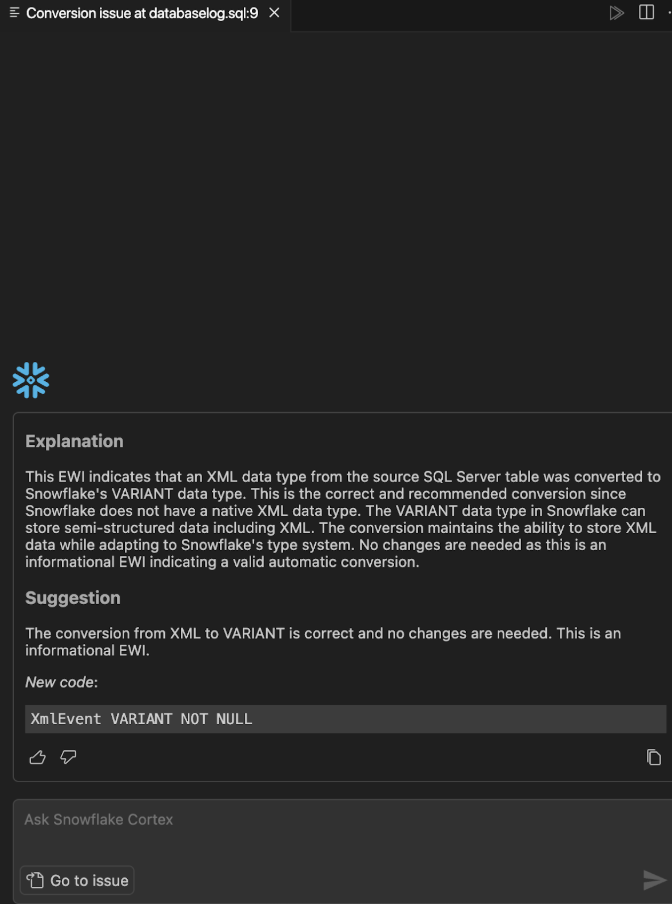 Conversion issue at databaselog.sql:9
Explanation
This EWI indicates that an XML data type from the source SQL Server table was converted to
Snowflake's VARIANT data type. This is the correct and recommended conversion since
Snowflake does not have a native XML data type. The VARIANT data type in Snowflake can
store semi-structured data including XML. The conversion maintains the ability to store XML
data while adapting to Snowflake's type system. No changes are needed as this is an
informational EWI indicating a valid automatic conversion.
Suggestion
The conversion from XML to VARIANT is correct and no changes are needed. This is an
informational EWI.
New code:
XmlEvent VARIANT NOT NULL
Ask Snowflake Cortex
Go to issue